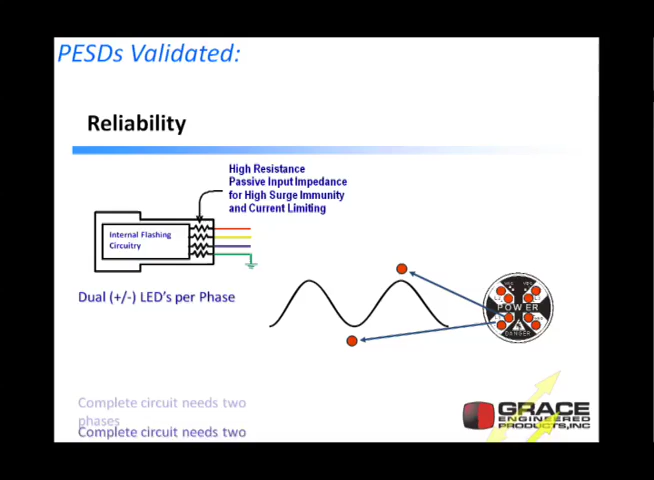 PESDs Validated:
Reliability
High Resistance
Passive Input Impedance
for High Surge Immunity
and Current Limiting
Internal Flashing
Circuitry
Dual (+/-) LED's per Phase
POWER
DANGER
Complete circuit needs two
phases
Complete circuit needs two
GRACE
ENGINEERED
PRODUCTS,INC